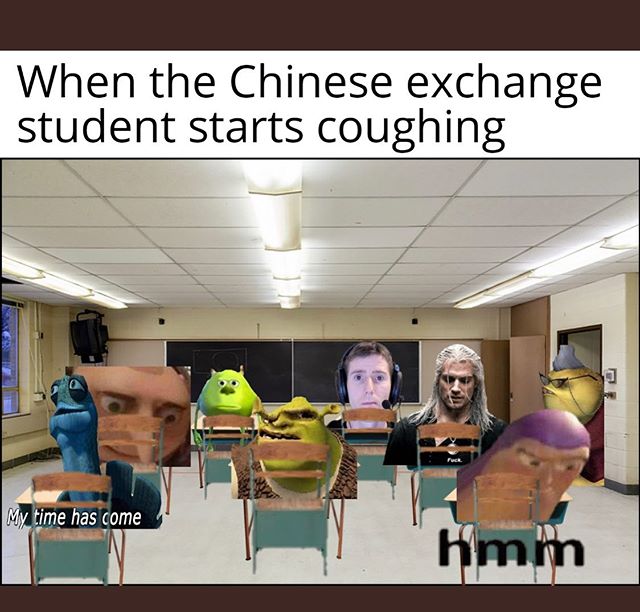 When the Chinese exchange
student starts coughing
Fuck.
My time has come
hmm